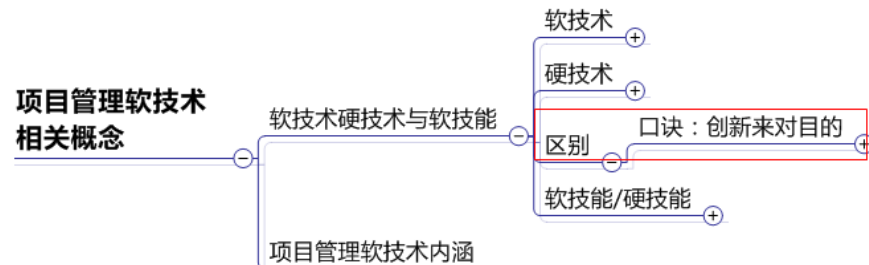 项目管理软技术
相关概念
软技术硬技术与软技能
软技术
硬技术
区别
口诀：创新来对目的
软技能/硬技能
项目管理软技术内涵